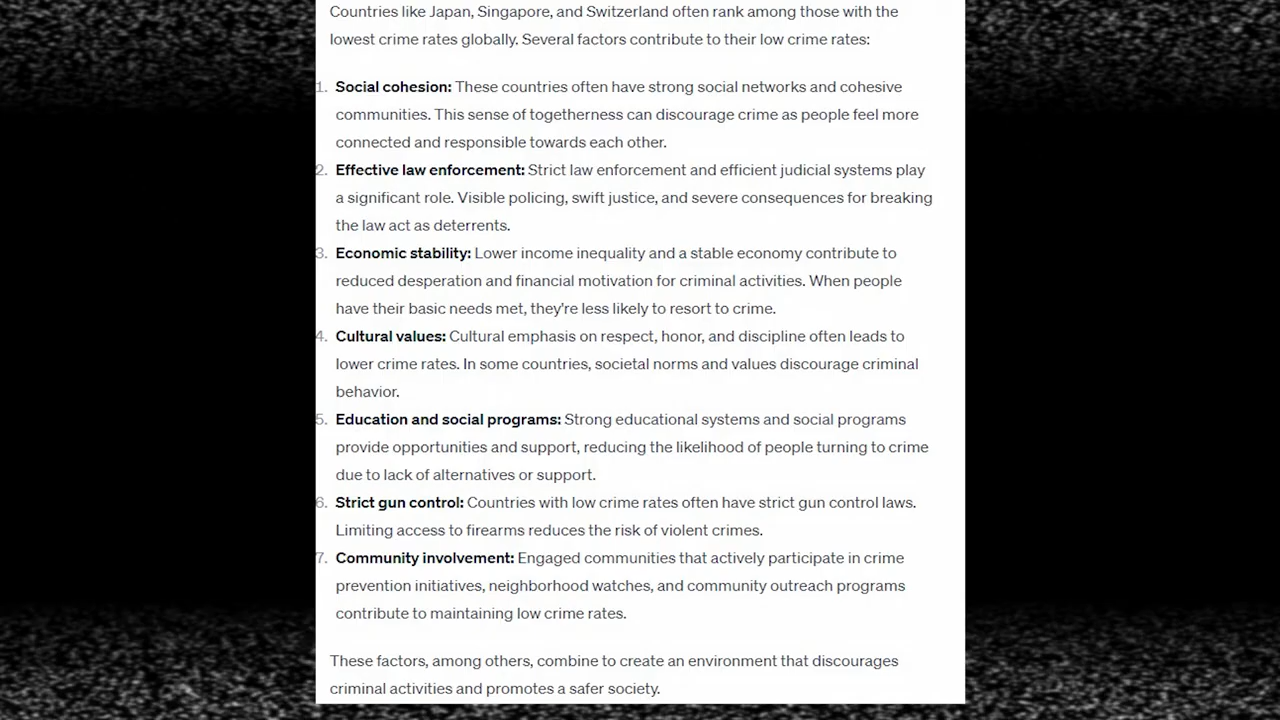 Countries like Japan, Singapore, and Switzerland often rank among those with the
lowest crime rates globally. Several factors contribute to their low crime rates:
1. Social cohesion: These countries often have strong social networks and cohesive
communities. This sense of togetherness can discourage crime as people feel more
connected and responsible towards each other.
2. Effective law enforcement: Strict law enforcement and efficient judicial systems play
a significant role. Visible policing, swift justice, and severe consequences for breaking
the law act as deterrents.
3. Economic stability: Lower income inequality and a stable economy contribute to
reduced desperation and financial motivation for criminal activities. When people
have their basic needs met, they're less likely to resort to crime.
4. Cultural values: Cultural emphasis on respect, honor, and discipline often leads to
lower crime rates. In some countries, societal norms and values discourage criminal
behavior.
5. Education and social programs: Strong educational systems and social programs
provide opportunities and support, reducing the likelihood of people turning to crime
due to lack of alternatives or support.
6. Strict gun control: Countries with low crime rates often have strict gun control laws.
Limiting access to firearms reduces the risk of violent crimes.
7. Community involvement: Engaged communities that actively participate in crime
prevention initiatives, neighborhood watches, and community outreach programs
contribute to maintaining low crime rates.
These factors, among others, combine to create an environment that discourages
criminal activities and promotes a safer society.